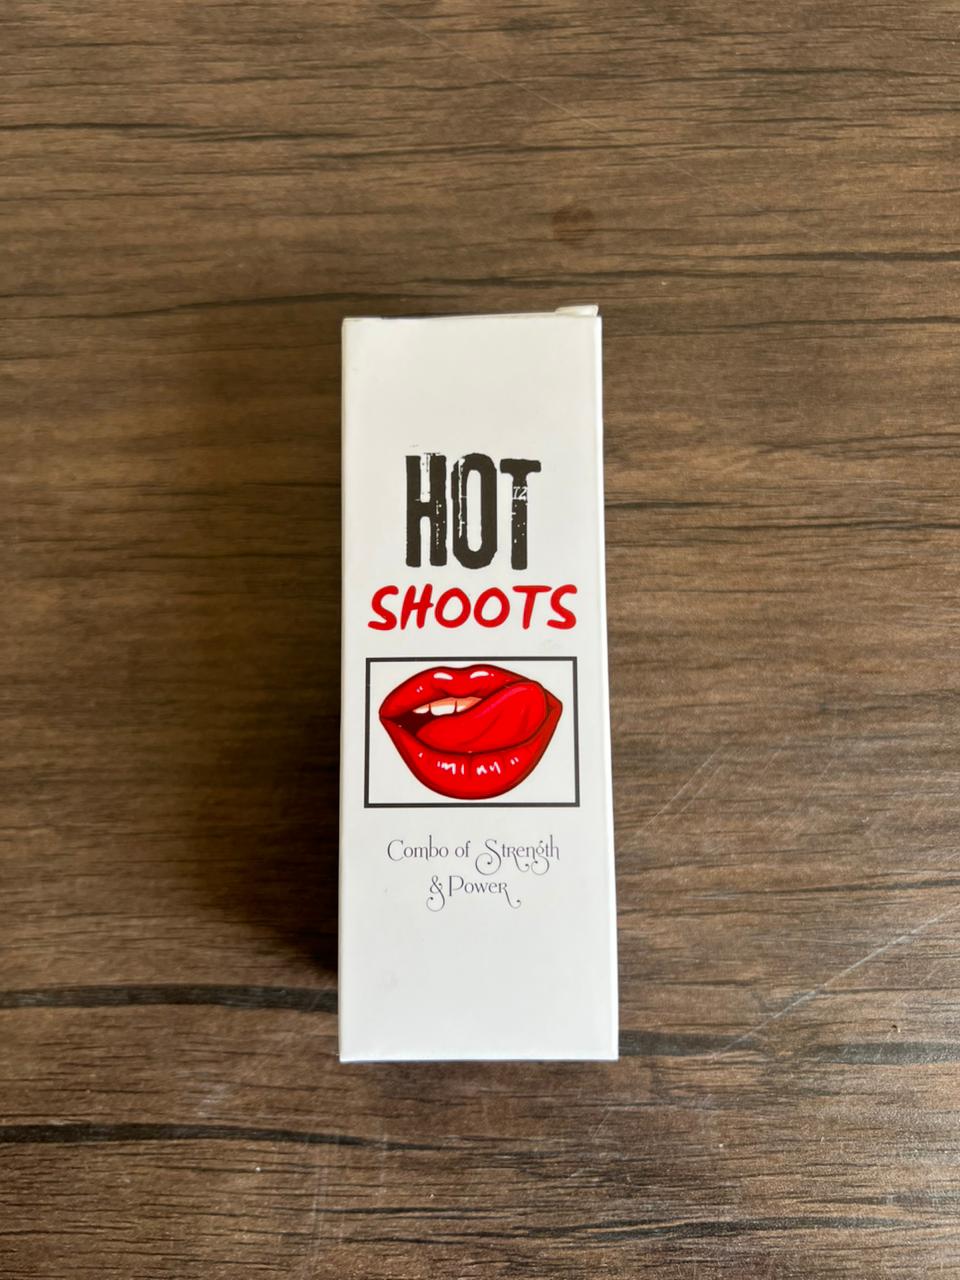 HOT
SHOOTS
Combo of Strength
& Power